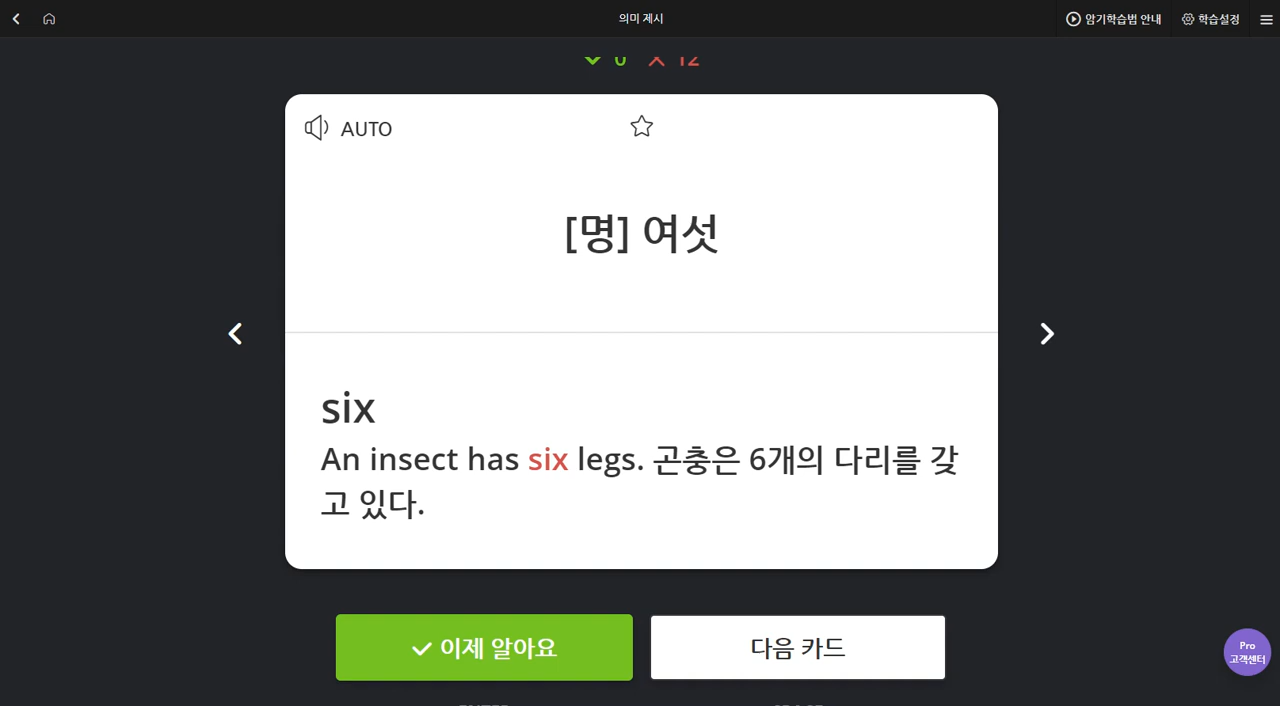 의미 제시
암기학습법 안내
학습설정
12
AUTO
[명] 여섯
six
An insect has six legs. 곤충은 6개의 다리를 갖
고 있다.
이제 알아요
다음 카드
Pro
고객센터